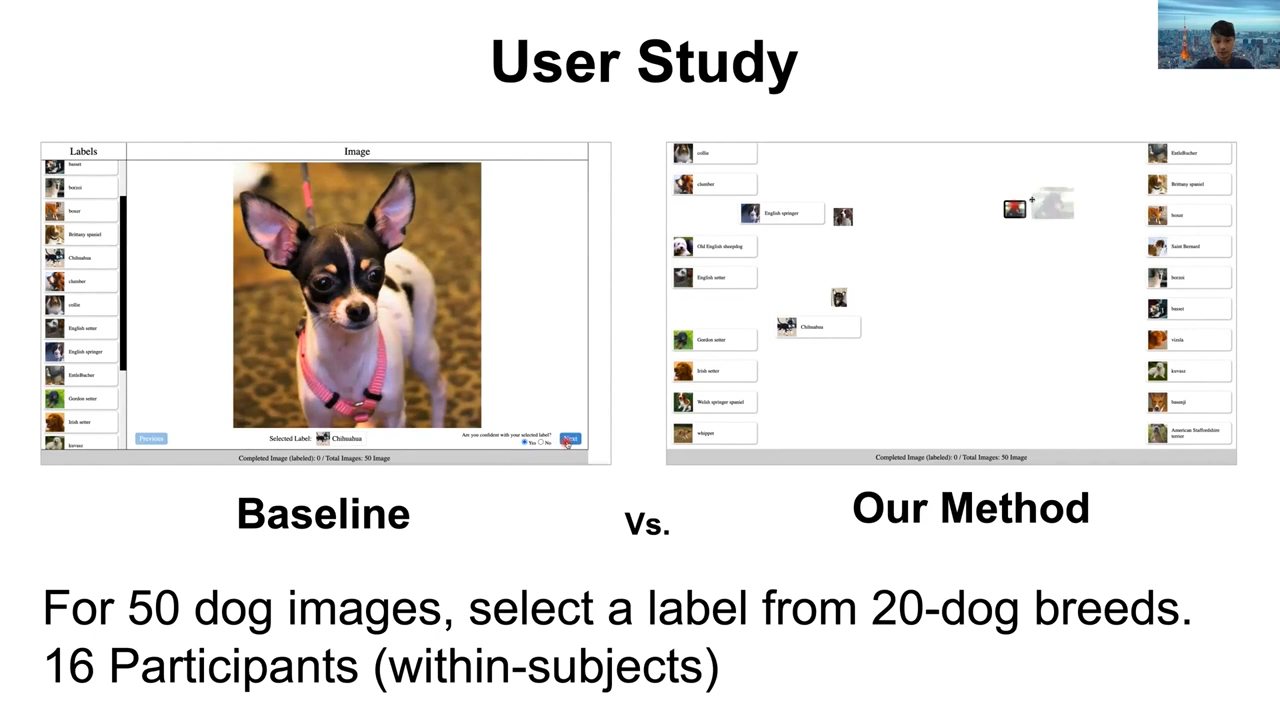 User Study
Labels
Image
basset
borzoi
boxer
Brittany spaniel
Chihuahua
clumber
collie
English setter
English springer
EntleBucher
Gordon setter
Irish setter
kuvasz
Previous
Selected Label:
Chihuahua
Are you confident with your selected label?
Yes No
Next
Completed Image (labeled): 0 / Total Images: 50 Image
collie
clumber
English springer
Old English sheepdog
English setter
Chihuahua
Gordon setter
Irish setter
Welsh springer spaniel
whippet
EntleBucher
Brittany spaniel
boxer
Saint Bernard
borzoi
basset
vizsla
kuvasz
basenji
American Staffordshire
terrier
Completed Image (labeled): 0 / Total Images: 50 Image
Baseline
Vs.
Our Method
For 50 dog images, select a label from 20-dog breeds.
16 Participants (within-subjects)